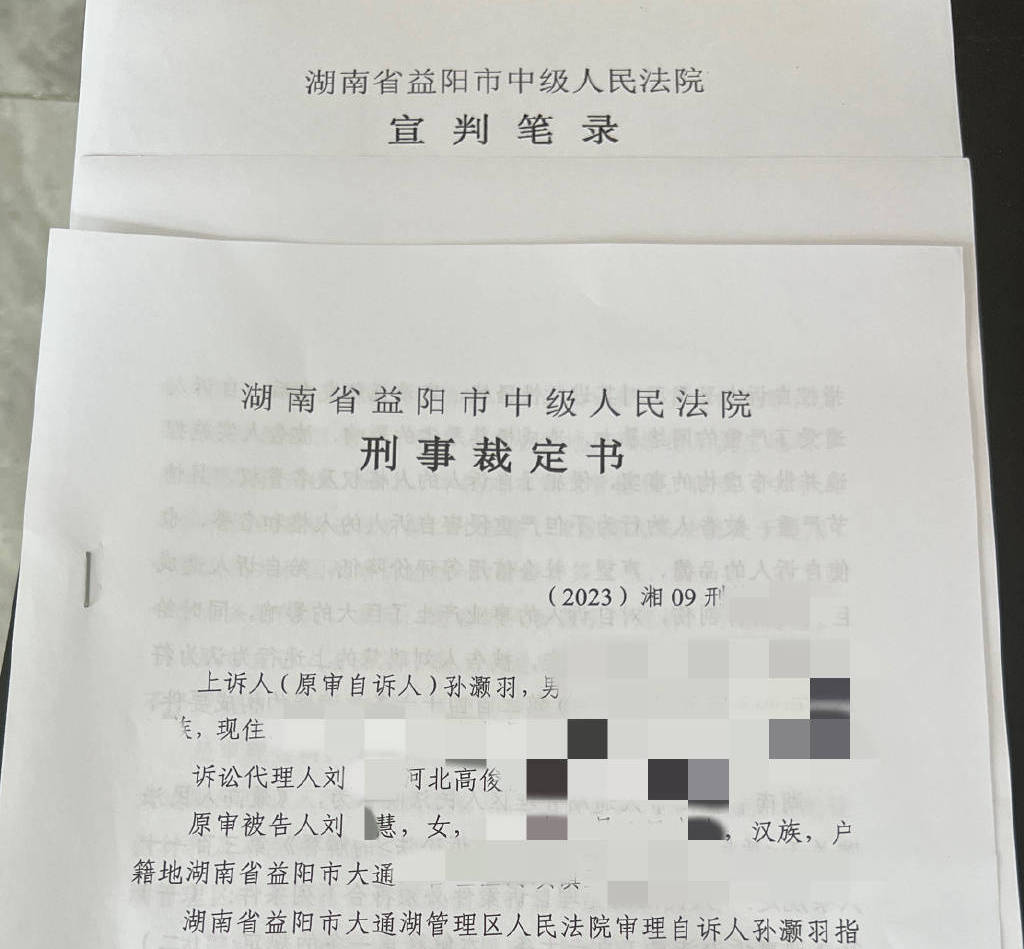 湖南省益阳市中级人民法院
宣判笔录
湖南省益阳市中级人民法院
刑事裁定书
（2023）湘09刑
上诉人（原审自诉人）孙灏羽，男
族，现住
诉讼代理人刘 河北高俊
原审被告人刘 慧，女， ，汉族，户
籍地湖南省益阳市大通
湖南省益阳市大通湖管理区人民法院审理自诉人孙灏羽指